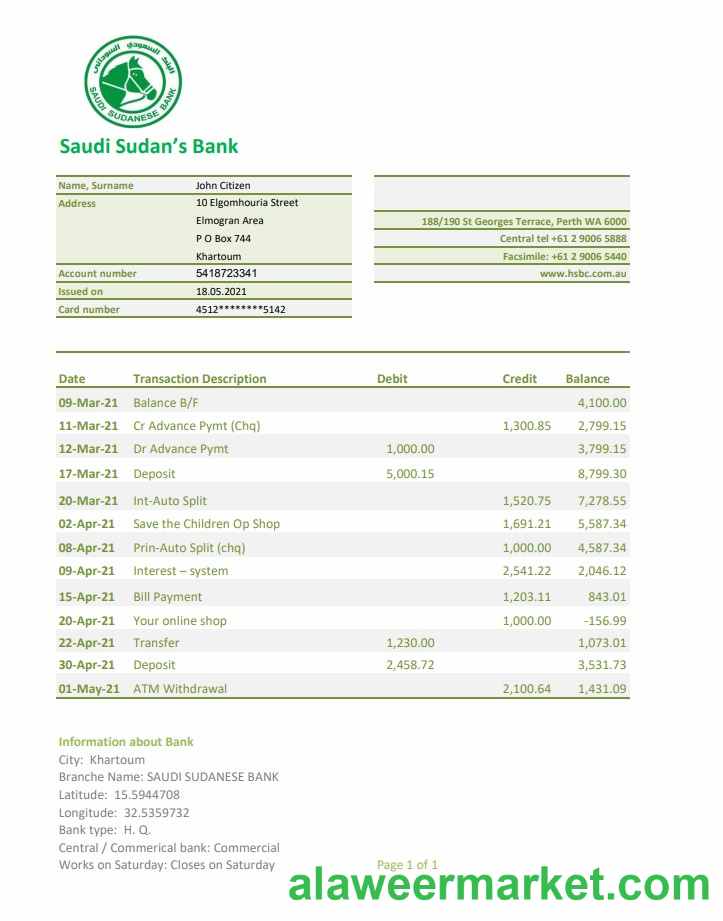 البنك السعودي السوداني
SAUDI SUDANESE BANK
Saudi Sudan’s Bank
Name, Surname John Citizen
Address 10 Elgomhouria Street
Elmogran Area
P O Box 744
Khartoum
Account number 5418723341
Issued on 18.05.2021
Card number 4512********5142
188/190 St Georges Terrace, Perth WA 6000
Central tel +61 2 9006 5888
Facsimile: +61 2 9006 5440
www.hsbc.com.au
Date Transaction Description Debit Credit Balance
09-Mar-21 Balance B/F 4,100.00
11-Mar-21 Cr Advance Pymt (Chq) 1,300.85 2,799.15
12-Mar-21 Dr Advance Pymt 1,000.00 3,799.15
17-Mar-21 Deposit 5,000.15 8,799.30
20-Mar-21 Int-Auto Split 1,520.75 7,278.55
02-Apr-21 Save the Children Op Shop 1,691.21 5,587.34
08-Apr-21 Prin-Auto Split (chq) 1,000.00 4,587.34
09-Apr-21 Interest – system 2,541.22 2,046.12
15-Apr-21 Bill Payment 1,203.11 843.01
20-Apr-21 Your online shop 1,000.00 -156.99
22-Apr-21 Transfer 1,230.00 1,073.01
30-Apr-21 Deposit 2,458.72 3,531.73
01-May-21 ATM Withdrawal 2,100.64 1,431.09
Information about Bank
City: Khartoum
Branche Name: SAUDI SUDANESE BANK
Latitude: 15.5944708
Longitude: 32.5359732
Bank type: H. Q.
Central / Commerical bank: Commercial
Works on Saturday: Closes on Saturday
Page 1 of 1
alaweermarket.com